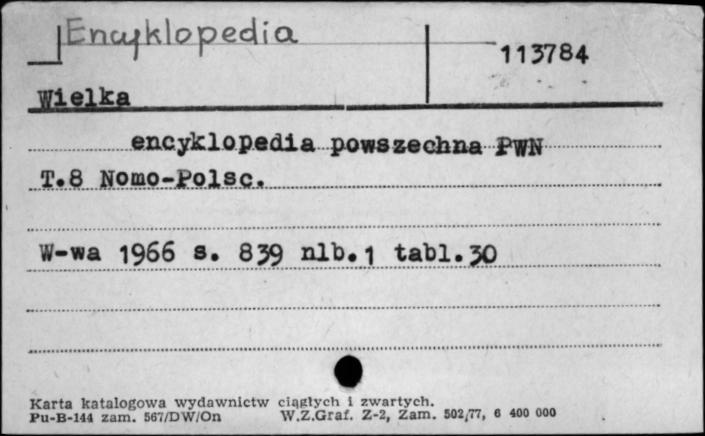 Encyklopedia
113784
Wielka
encyklopedia powszechna PWN
T.8 Nomo-Polsc.
W-wa 1966 s. 839 nlb.1 tabl.30
Karta katalogowa wydawnictw ciągłych i zwartych.
Pu-B-144 zam. 567/DW/On W.Z.Graf. Z-2, Zam. 502/77, 6 400 000